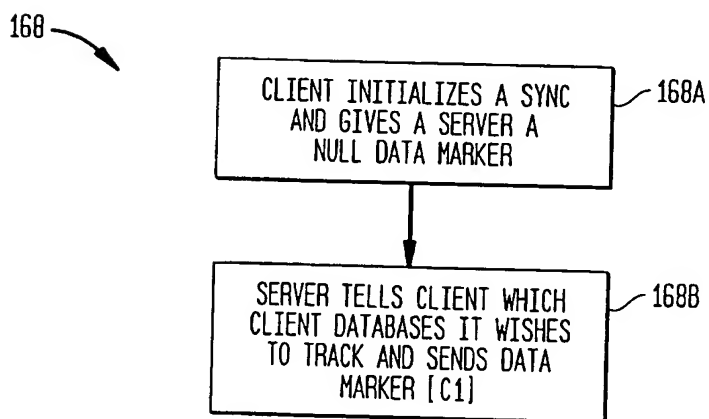 168
CLIENT INITIALIZES A SYNC
AND GIVES A SERVER A
NULL DATA MARKER
168A
SERVER TELLS CLIENT WHICH
CLIENT DATABASES IT WISHES
TO TRACK AND SENDS DATA
MARKER [C1]
168B